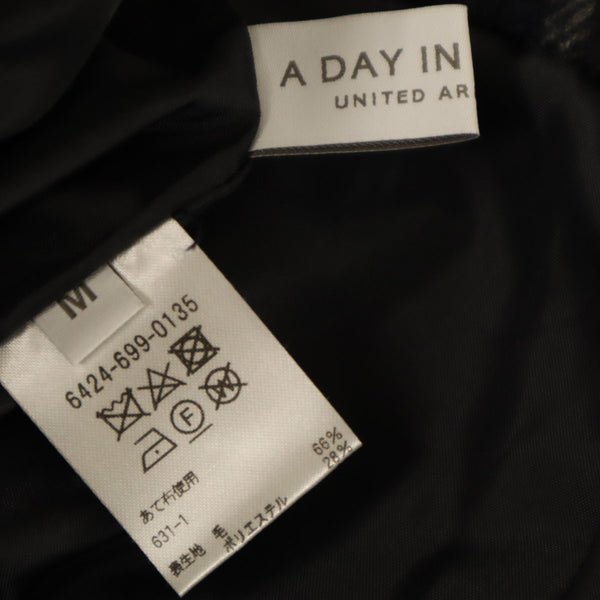 A DAY IN
UNITED AR
M
6424-699-0135
F
W
あて布使用
631-1
表生地 毛 66%
ポリエステル 28%